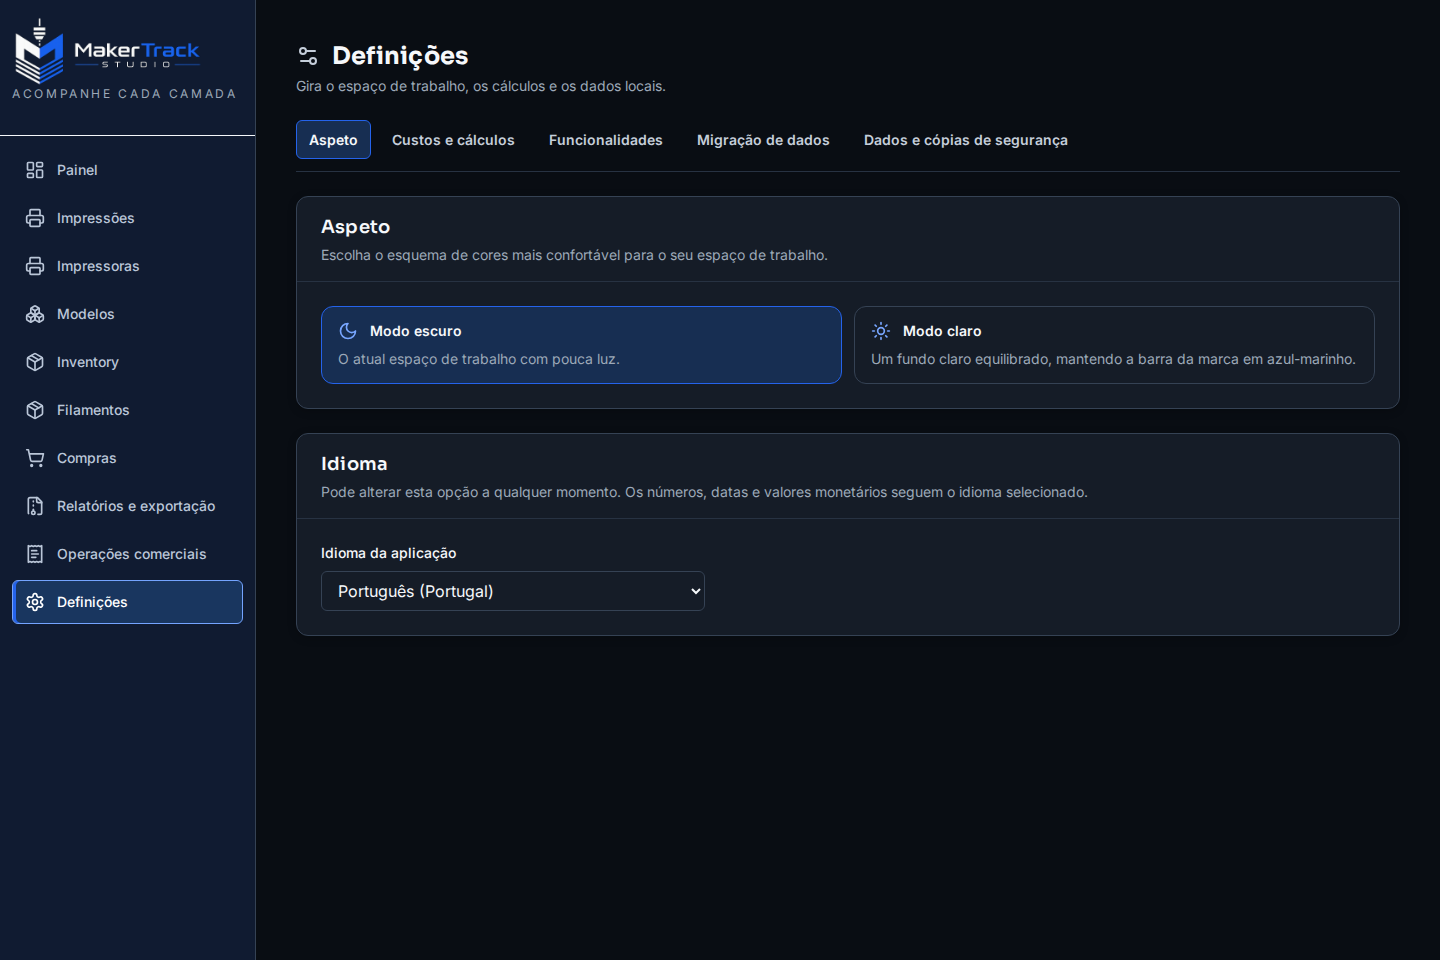 MakerTrack
STUDIO
ACOMPANHE CADA CAMADA
Painel
Impressões
Impressoras
Modelos
Inventory
Filamentos
Compras
Relatórios e exportação
Operações comerciais
Definições
Definições
Gira o espaço de trabalho, os cálculos e os dados locais.
Aspeto Custos e cálculos Funcionalidades Migração de dados Dados e cópias de segurança
Aspeto
Escolha o esquema de cores mais confortável para o seu espaço de trabalho.
Modo escuro
O atual espaço de trabalho com pouca luz.
Modo claro
Um fundo claro equilibrado, mantendo a barra da marca em azul-marinho.
Idioma
Pode alterar esta opção a qualquer momento. Os números, datas e valores monetários seguem o idioma selecionado.
Idioma da aplicação
Português (Portugal)